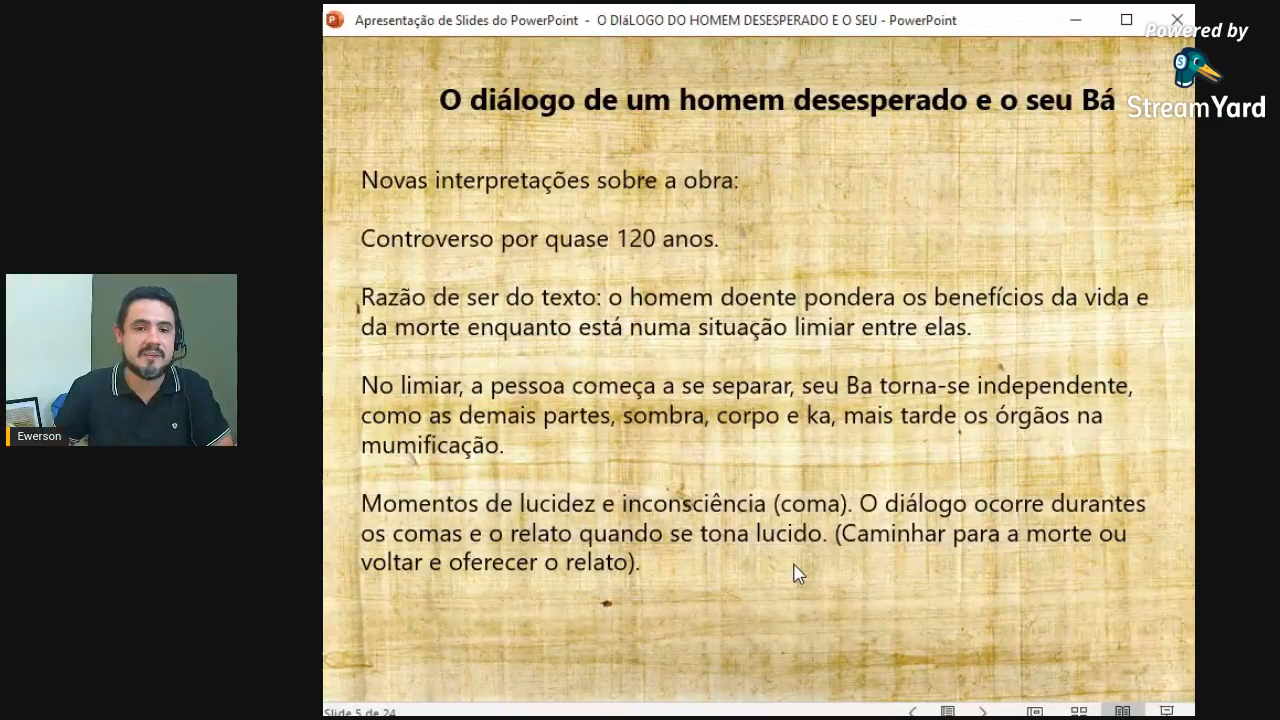 Apresentação de Slides do PowerPoint - O DIáLOGO DO HOMEM DESESPERADO E O SEU - PowerPoint
Powered by
StreamYard
O diálogo de um homem desesperado e o seu Bá
Novas interpretações sobre a obra:
Controverso por quase 120 anos.
Razão de ser do texto: o homem doente pondera os benefícios da vida e
da morte enquanto está numa situação limiar entre elas.
No limiar, a pessoa começa a se separar, seu Ba torna-se independente,
como as demais partes, sombra, corpo e ka, mais tarde os órgãos na
mumificação.
Momentos de lucidez e inconsciência (coma). O diálogo ocorre durantes
os comas e o relato quando se tona lucido. (Caminhar para a morte ou
voltar e oferecer o relato).
Ewerson
Slide 5 de 24